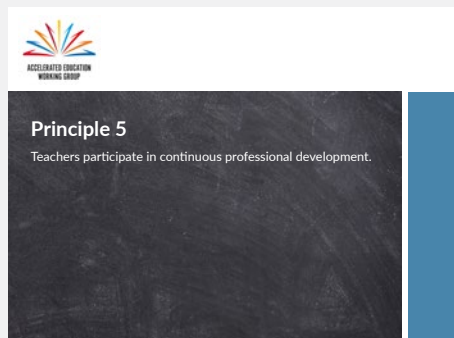 ACCELERATED EDUCATION
WORKING GROUP
Principle 5
Teachers participate in continuous professional development.